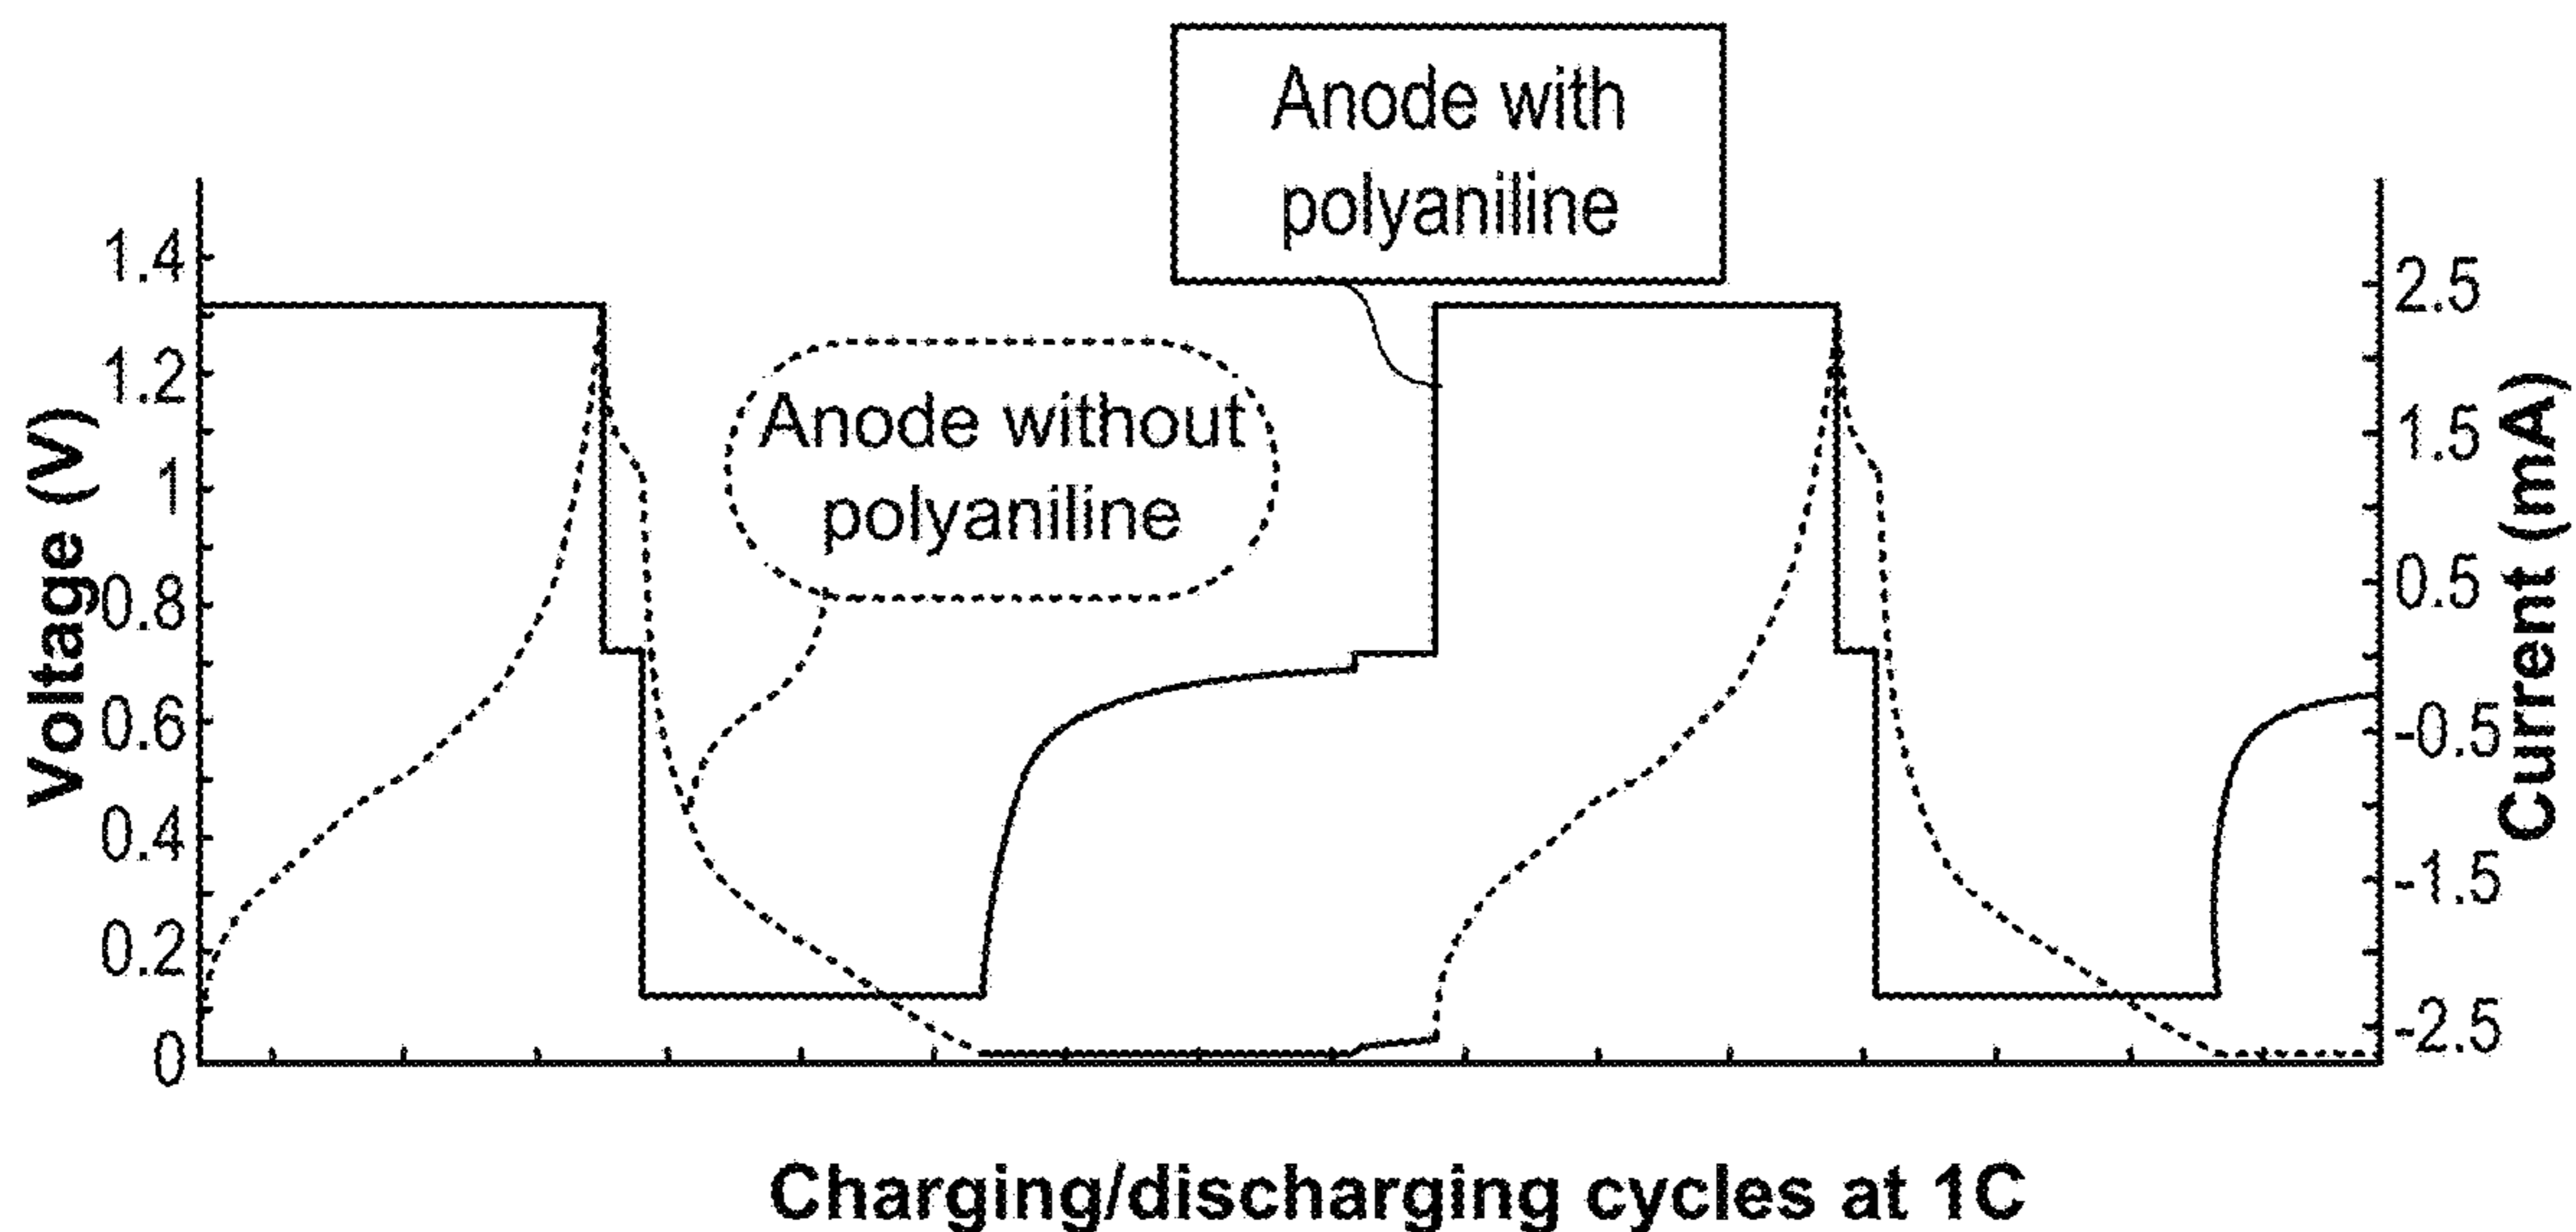 Anode with
polyaniline
Anode without
polyaniline
Voltage (V)
1.4
1.2
1
0.8
0.6
0.4
0.2
0
Current (mA)
2.5
1.5
0.5
-0.5
-1.5
-2.5
Charging/discharging cycles at 1C